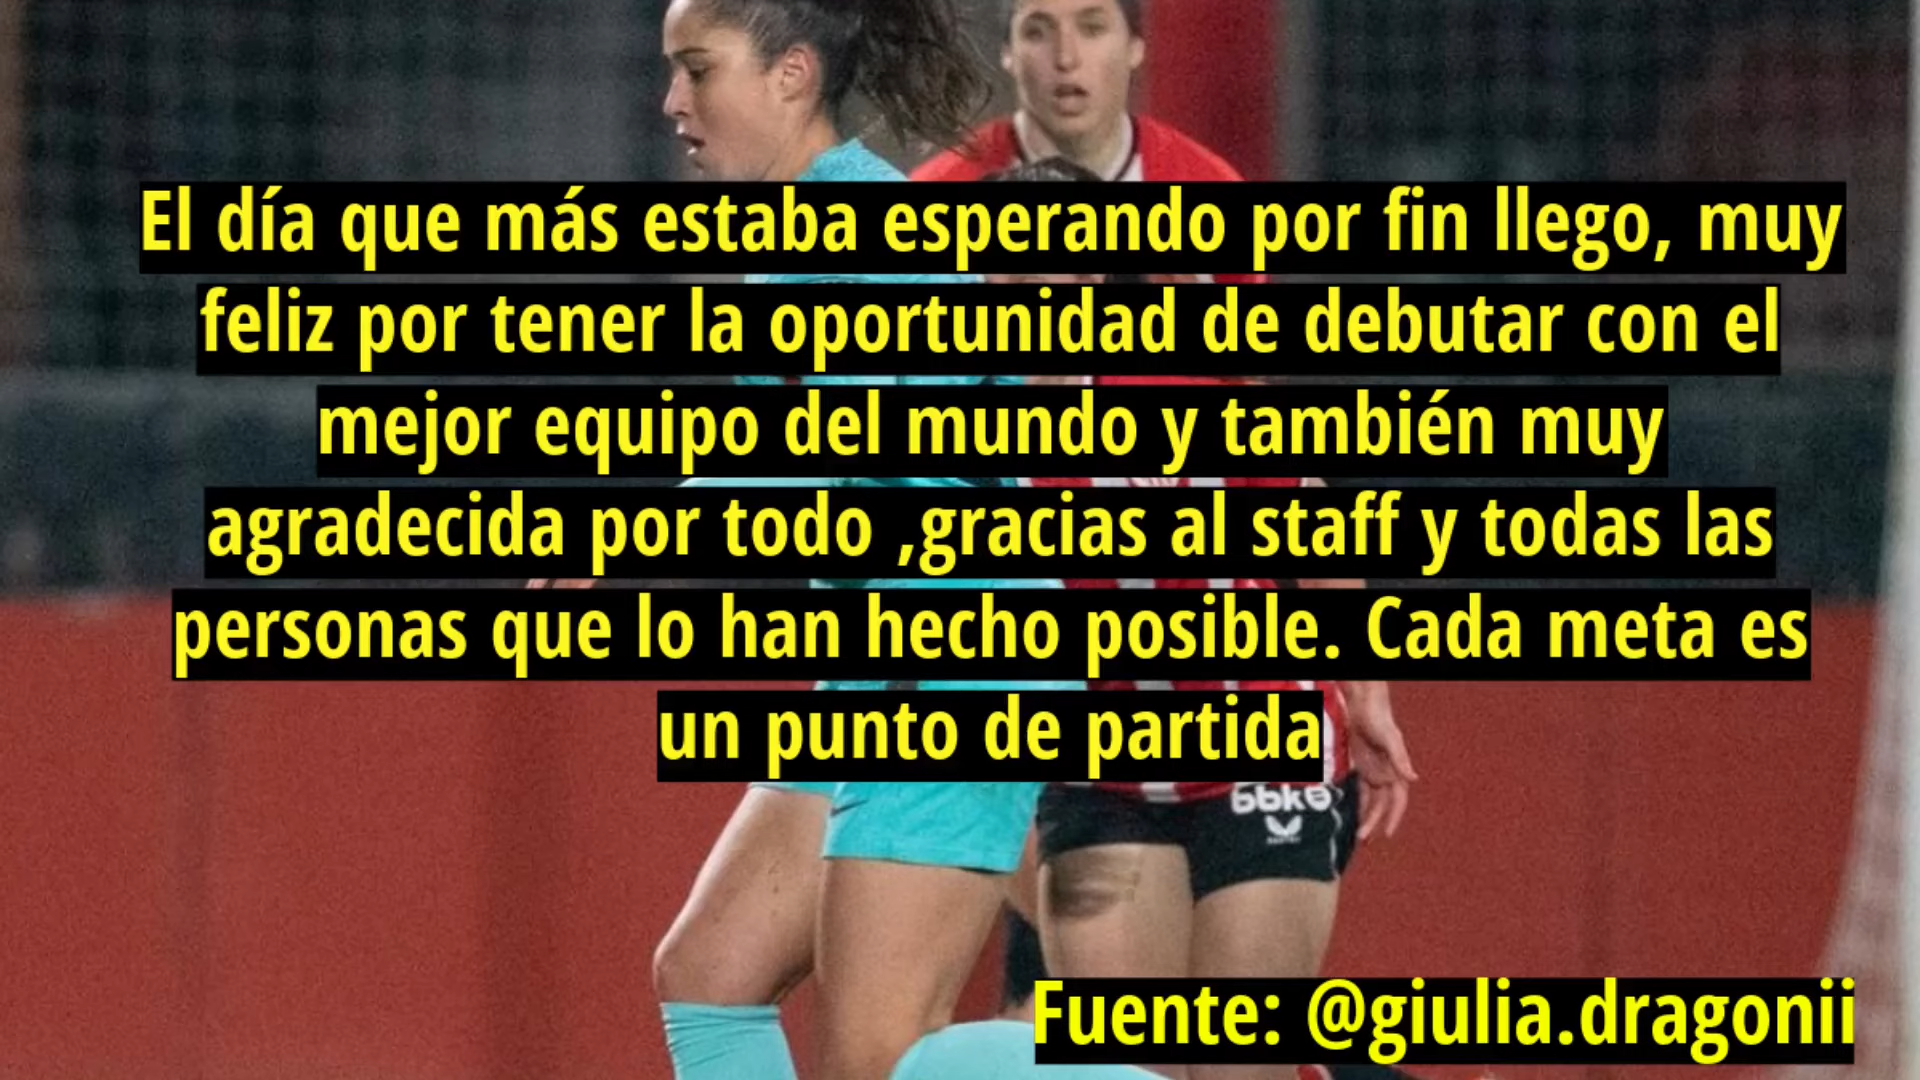 El día que más estaba esperando por fin llego, muy
feliz por tener la oportunidad de debutar con el
mejor equipo del mundo y también muy
agradecida por todo ,gracias al staff y todas las
personas que lo han hecho posible. Cada meta es
un punto de partida
bbk
Fuente: @giulia.dragonii